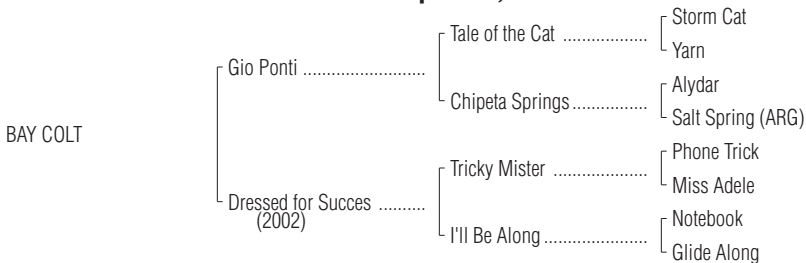 Storm Cat
Tale of the Cat ..................
Yarn
Gio Ponti ..........................
Alydar
Chipeta Springs................
Salt Spring (ARG)
BAY COLT
Phone Trick
Tricky Mister ....................
Miss Adele
Dressed for Succes ..........
(2002)
Notebook
I'll Be Along......................
Glide Along